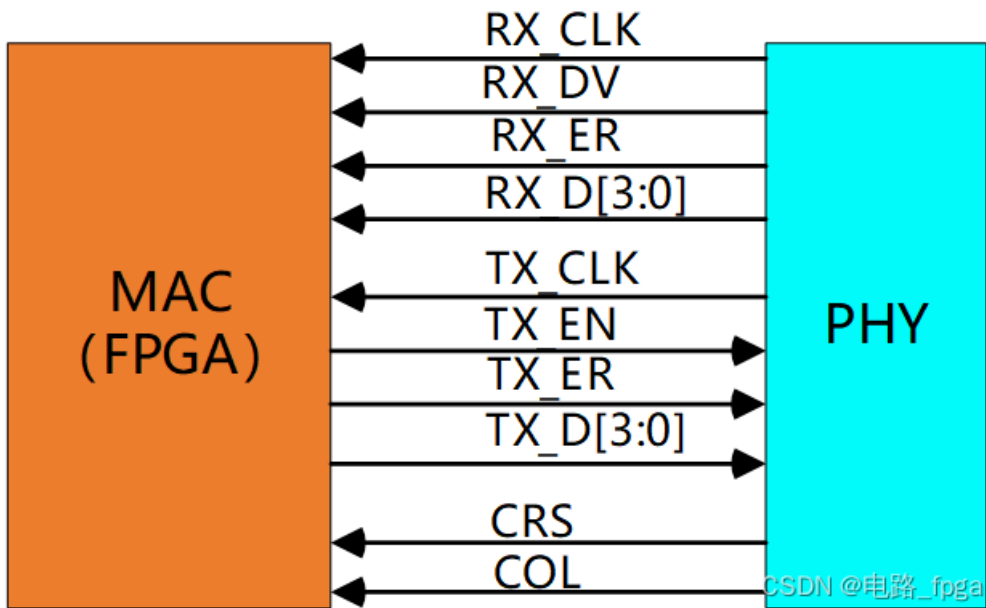 RX_CLK
RX_DV
RX_ER
RX_D[3:0]
TX_CLK
TX_EN
TX_ER
TX_D[3:0]
CRS
COL
MAC
(FPGA)
PHY
CSDN @电路_fpga